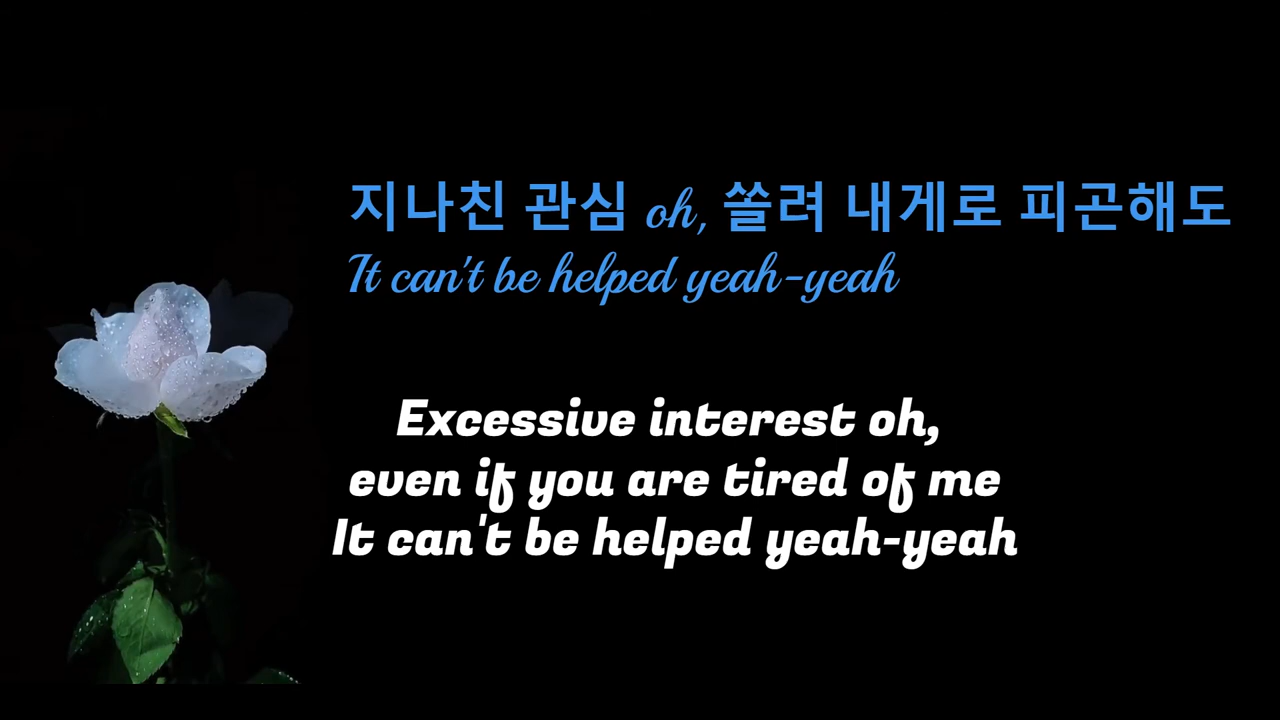 지나친 관심 oh, 쏠려 내게로 피곤해도
It can't be helped yeah-yeah
Excessive interest oh,
even if you are tired of me
It can't be helped yeah-yeah